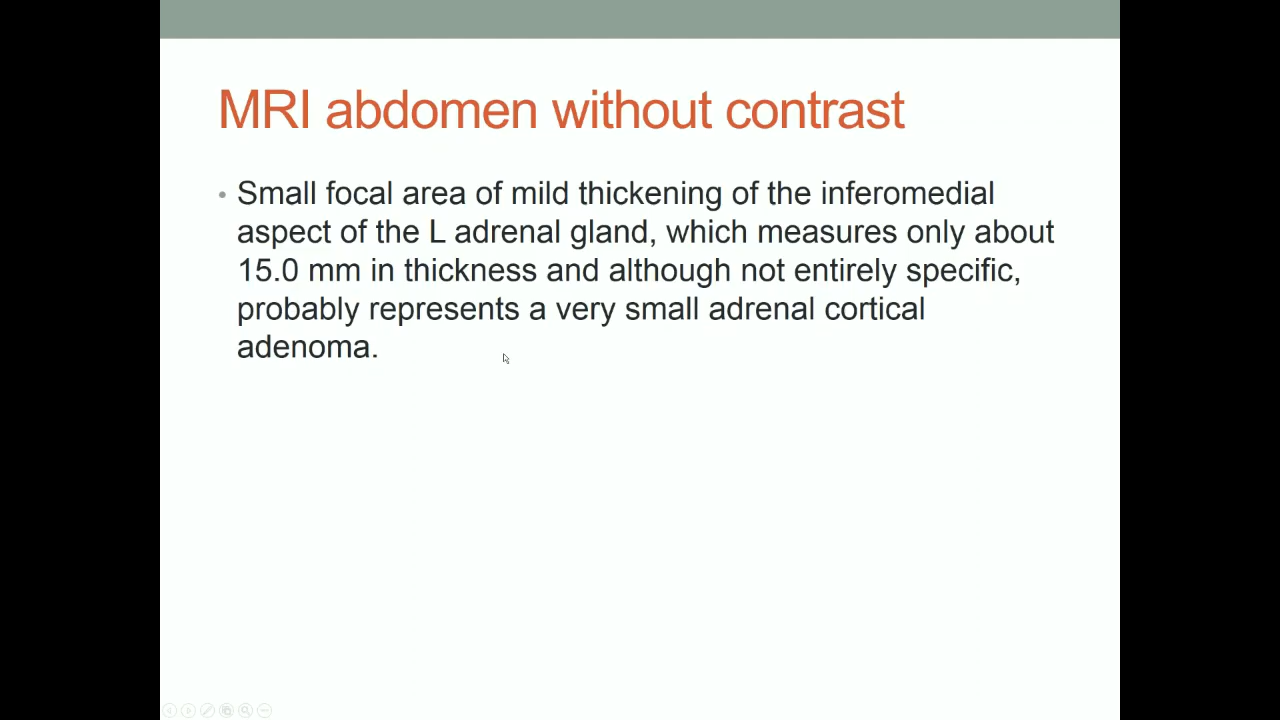 MRI abdomen without contrast
• Small focal area of mild thickening of the inferomedial
aspect of the L adrenal gland, which measures only about
15.0 mm in thickness and although not entirely specific,
probably represents a very small adrenal cortical
adenoma.